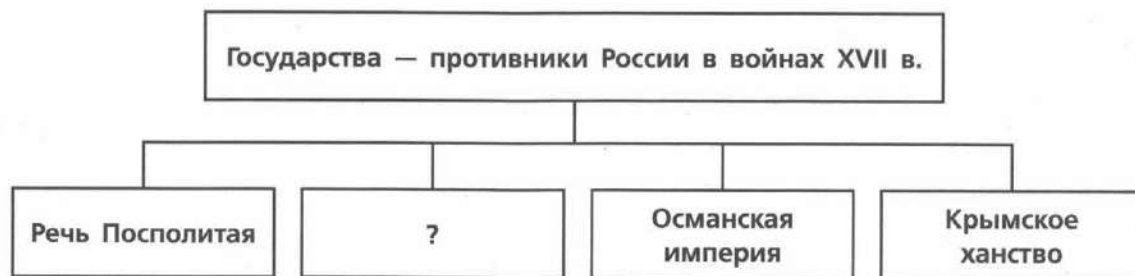 Государства — противники России в войнах XVII в.
Речь Посполитая
?
Османская
империя
Крымское
ханство